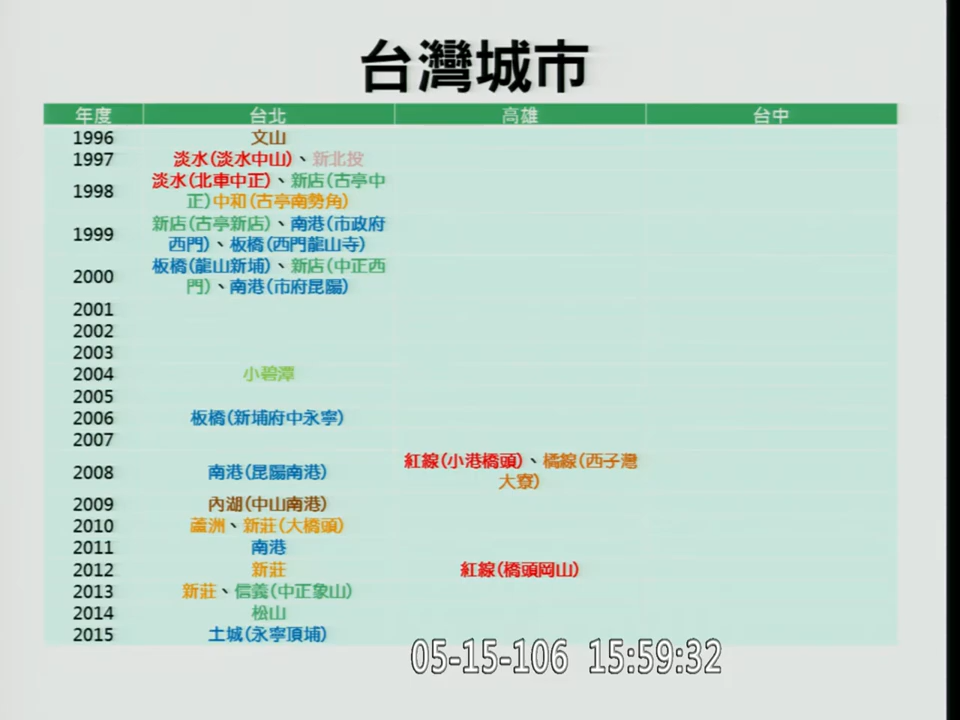 台灣城市
年度 台北 高雄 台中
1996 文山
1997 淡水(淡水中山)、新北投
1998 淡水(北車中正)、新店(古亭中
正)中和(古亭南勢角)
1999 新店(古亭新店)、南港(市政府
西門)、板橋(西門龍山寺)
2000 板橋(龍山新埔)、新店(中正西
門)、南港(市府昆陽)
2001
2002
2003
2004 小碧潭
2005
2006 板橋(新埔府中永寧)
2007
2008 南港(昆陽南港) 紅線(小港橋頭)、橘線(西子灣
大寮)
2009 內湖(中山南港)
2010 蘆洲、新莊(大橋頭)
2011 南港
2012 新莊 紅線(橋頭岡山)
2013 新莊、信義(中正象山)
2014 松山
2015 土城(永寧頂埔)
05-15-106 15:59:32